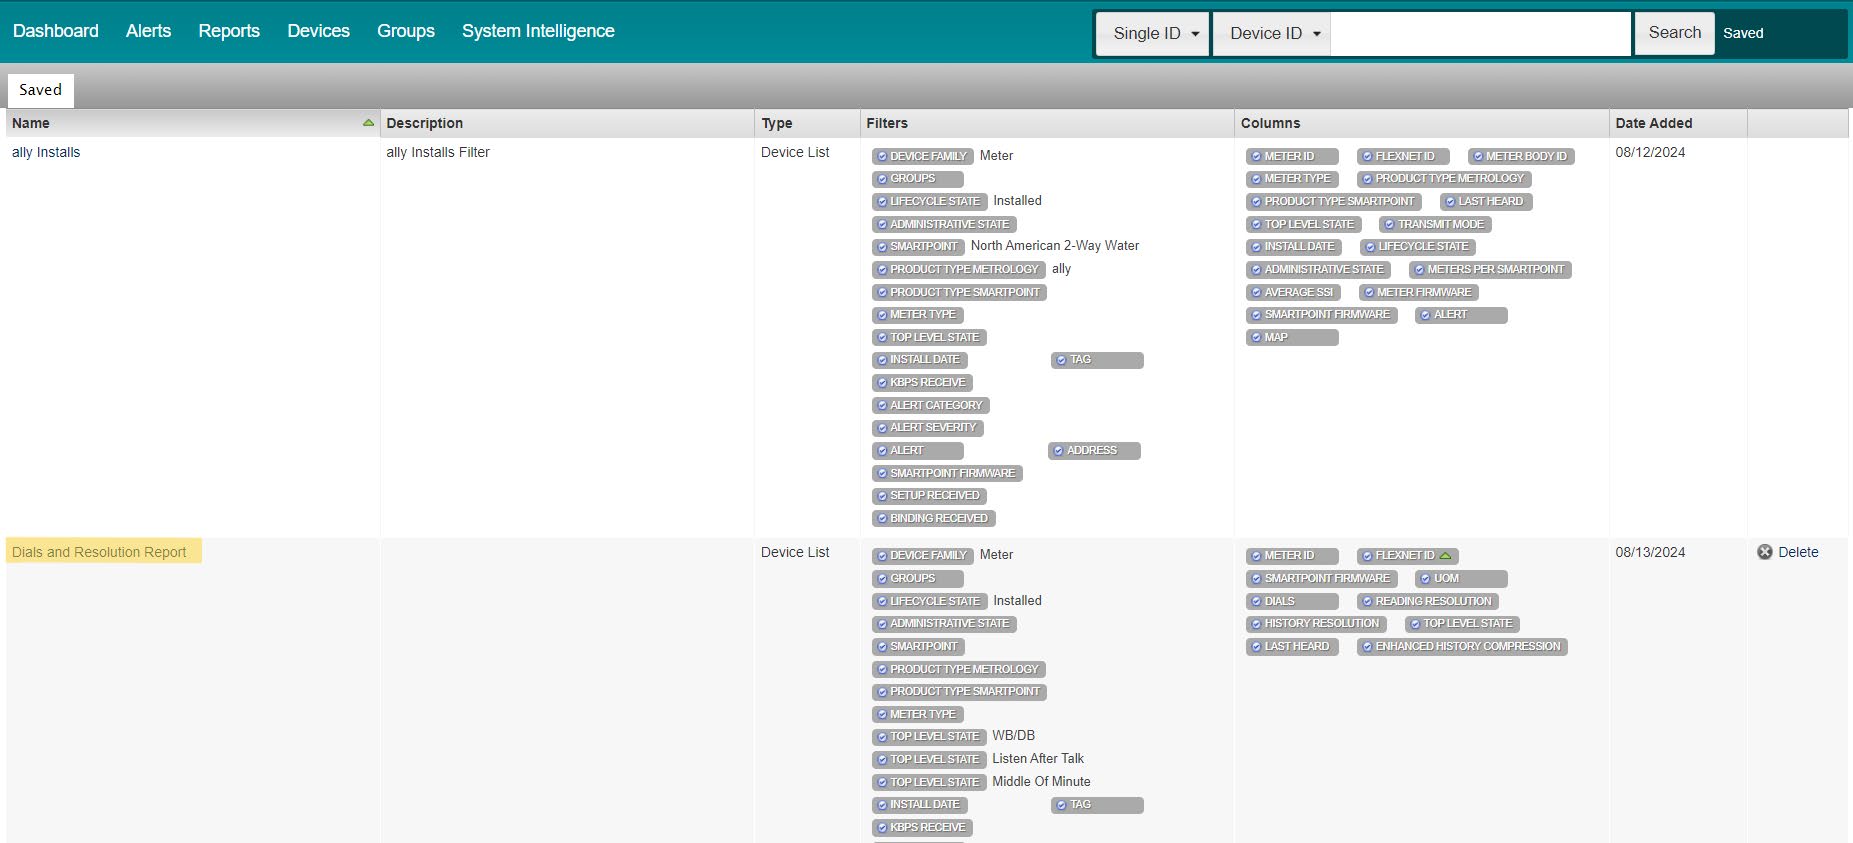 Dashboard Alerts Reports Devices Groups System Intelligence Single ID Device ID Search Saved
Saved
Name Description Type Filters Columns Date Added
ally Installs ally Installs Filter Device List DEVICE FAMILY Meter METER ID FLEXNET ID METER BODY ID 08/12/2024
GROUPS METER TYPE PRODUCT TYPE METROLOGY
LIFECYCLE STATE Installed PRODUCT TYPE SMARTPOINT LAST HEARD
ADMINISTRATIVE STATE TOP LEVEL STATE TRANSMIT MODE
SMARTPOINT North American 2-Way Water INSTALL DATE LIFECYCLE STATE
PRODUCT TYPE METROLOGY ally ADMINISTRATIVE STATE METERS PER SMARTPOINT
PRODUCT TYPE SMARTPOINT AVERAGE SSI METER FIRMWARE
METER TYPE SMARTPOINT FIRMWARE ALERT
TOP LEVEL STATE MAP
INSTALL DATE TAG
KBPS RECEIVE
ALERT CATEGORY
ALERT SEVERITY
ALERT ADDRESS
SMARTPOINT FIRMWARE
SETUP RECEIVED
BINDING RECEIVED
Dials and Resolution Report Device List DEVICE FAMILY Meter METER ID FLEXNET ID 08/13/2024 Delete
GROUPS SMARTPOINT FIRMWARE UOM
LIFECYCLE STATE Installed DIALS READING RESOLUTION
ADMINISTRATIVE STATE HISTORY RESOLUTION TOP LEVEL STATE
SMARTPOINT LAST HEARD ENHANCED HISTORY COMPRESSION
PRODUCT TYPE METROLOGY
PRODUCT TYPE SMARTPOINT
METER TYPE
TOP LEVEL STATE WB/DB
TOP LEVEL STATE Listen After Talk
TOP LEVEL STATE Middle Of Minute
INSTALL DATE TAG
KBPS RECEIVE